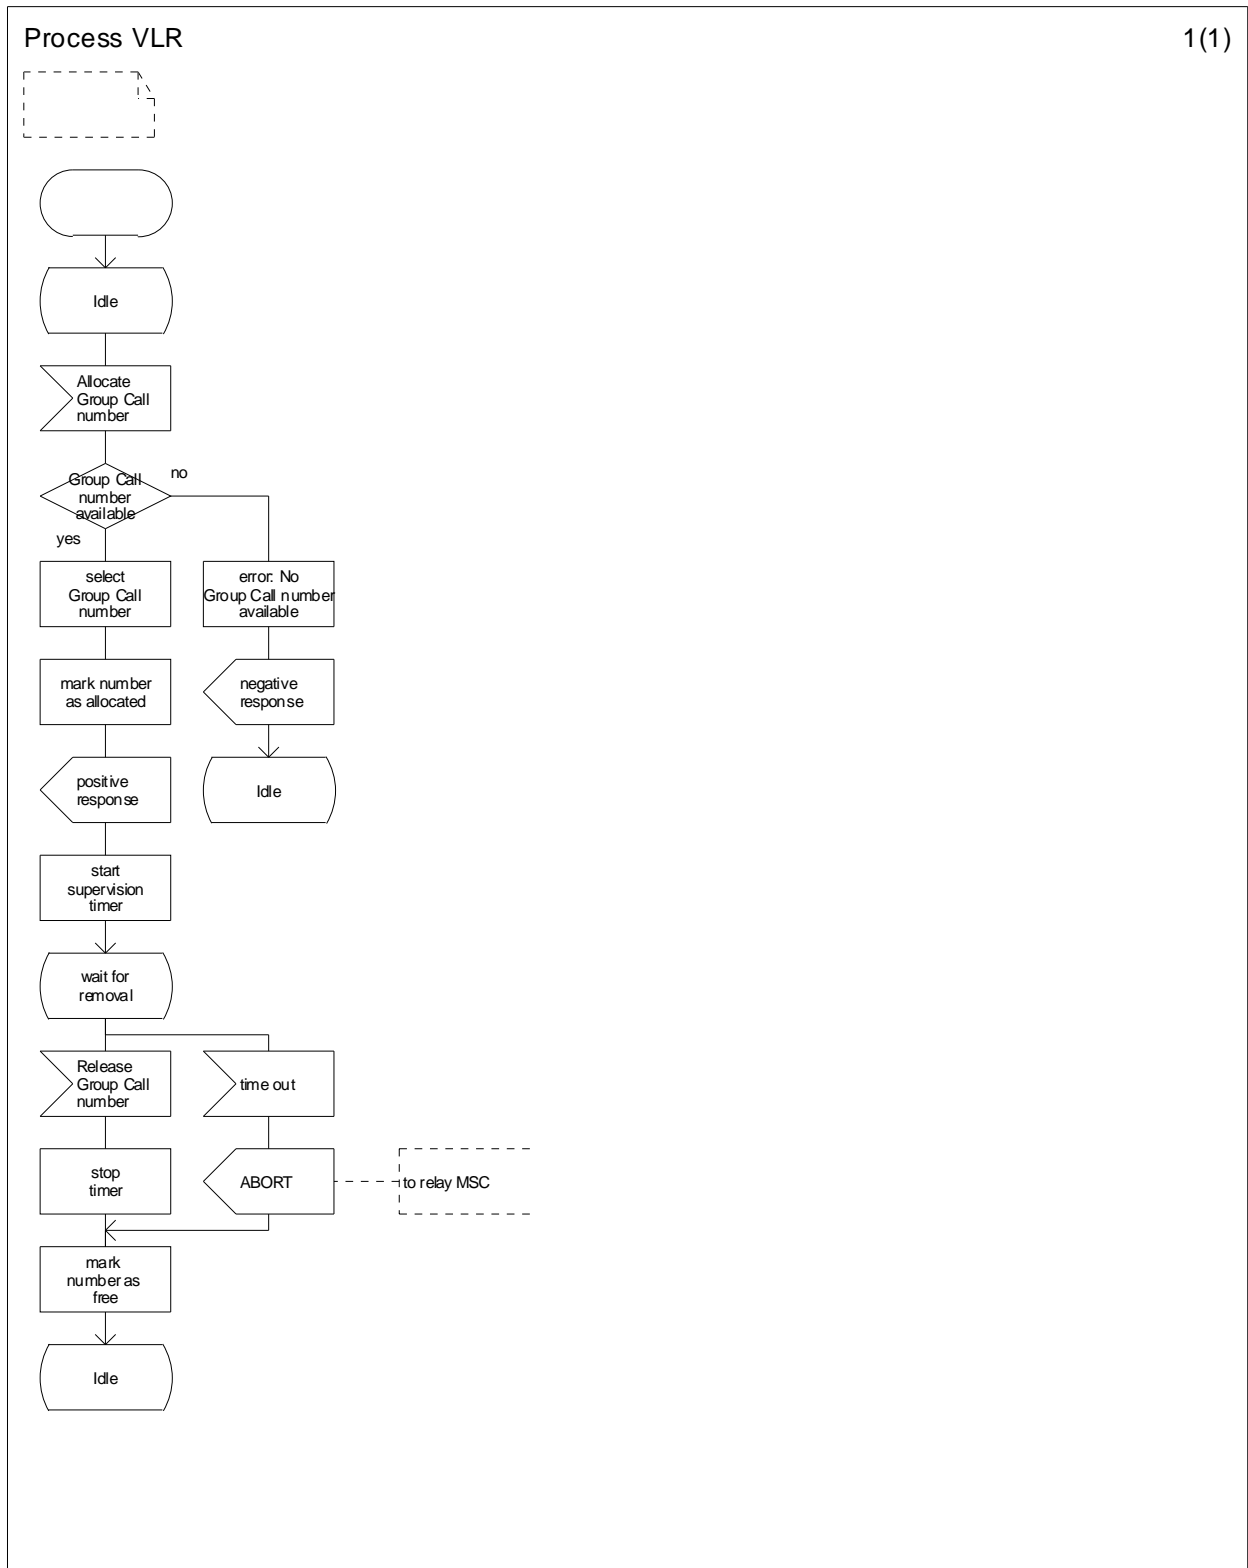 Process VLR
1(1)
Idle
Allocate
Group Call
number
Group Call
number
available
no
yes
select
Group Call
number
error: No
Group Call number
available
mark number
as allocated
negative
response
positive
response
Idle
start
supervision
timer
wait for
removal
Release
Group Call
number
time out
stop
timer
ABORT
to relay MSC
mark
number as
free
Idle